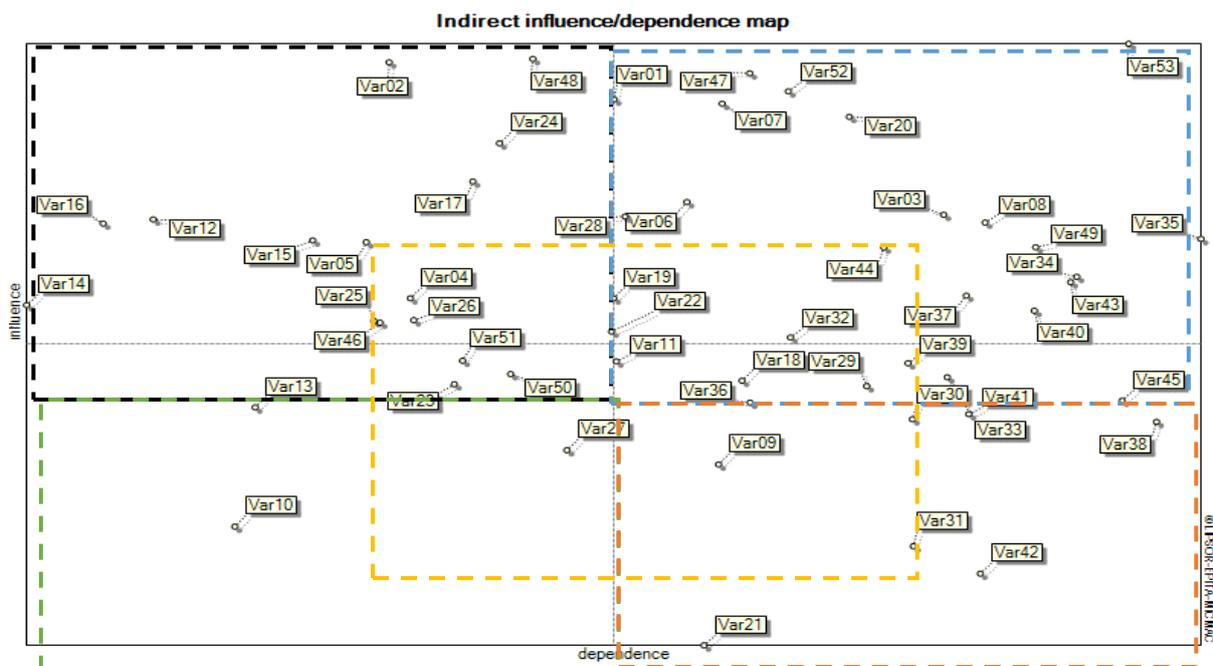 Indirect influence/dependence map
Var53
Var02
Var48
Var01
Var47
Var52
Var24
Var07
Var20
Var16
Var12
Var17
Var28
Var06
Var03
Var08
Var35
Var49
Var15
Var05
Var44
Var34
Var14
Var04
Var19
Var25
Var26
Var22
Var37
Var43
Var46
Var51
Var32
Var40
Var11
Var39
Var18
Var29
Var13
Var50
Var36
Var45
Var23
Var30
Var41
Var33
Var27
Var09
Var38
Var10
Var31
Var42
Var21
influence
dependence
©LIPSOR-EPITA-MICMAC